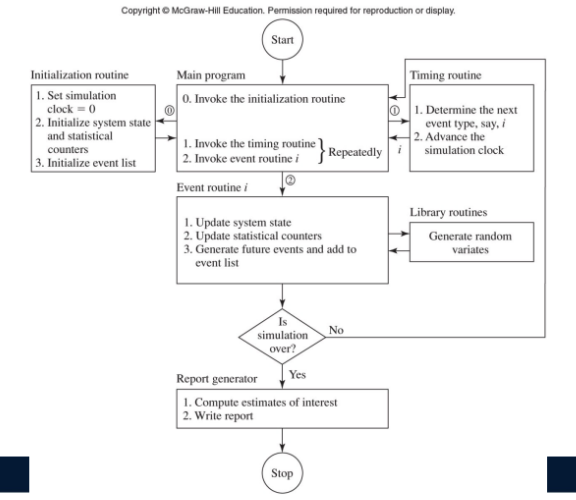 Copyright © McGraw-Hill Education. Permission required for reproduction or display.
Start
Initialization routine
1. Set simulation
clock = 0
2. Initialize system state
and statistical
counters
3. Initialize event list
⓪
Main program
0. Invoke the initialization routine
1. Invoke the timing routine
2. Invoke event routine i
Repeatedly
①
i
Timing routine
1. Determine the next
event type, say, i
2. Advance the
simulation clock
②
Event routine i
1. Update system state
2. Update statistical counters
3. Generate future events and add to
event list
Library routines
Generate random
variates
Is
simulation
over?
No
Yes
Report generator
1. Compute estimates of interest
2. Write report
Stop